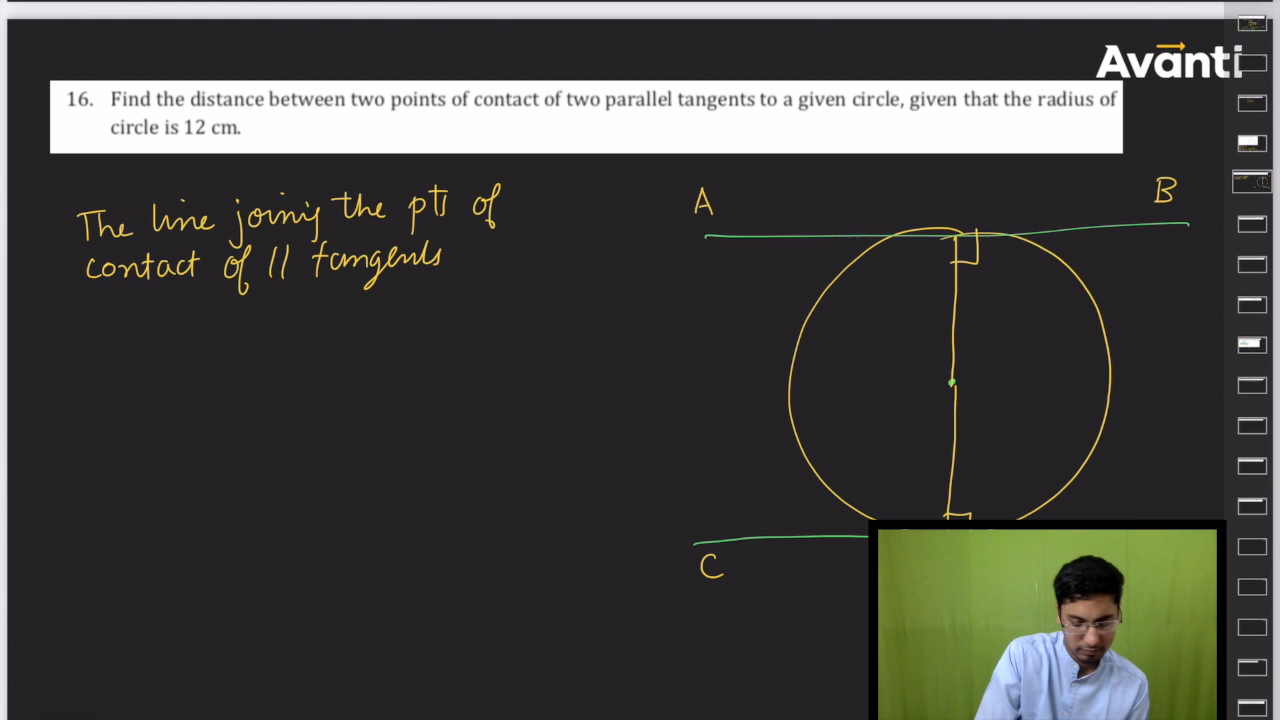 Avanti
16. Find the distance between two points of contact of two parallel tangents to a given circle, given that the radius of
circle is 12 cm.
The line joining the pts of
contact of || tangents
A
B
C